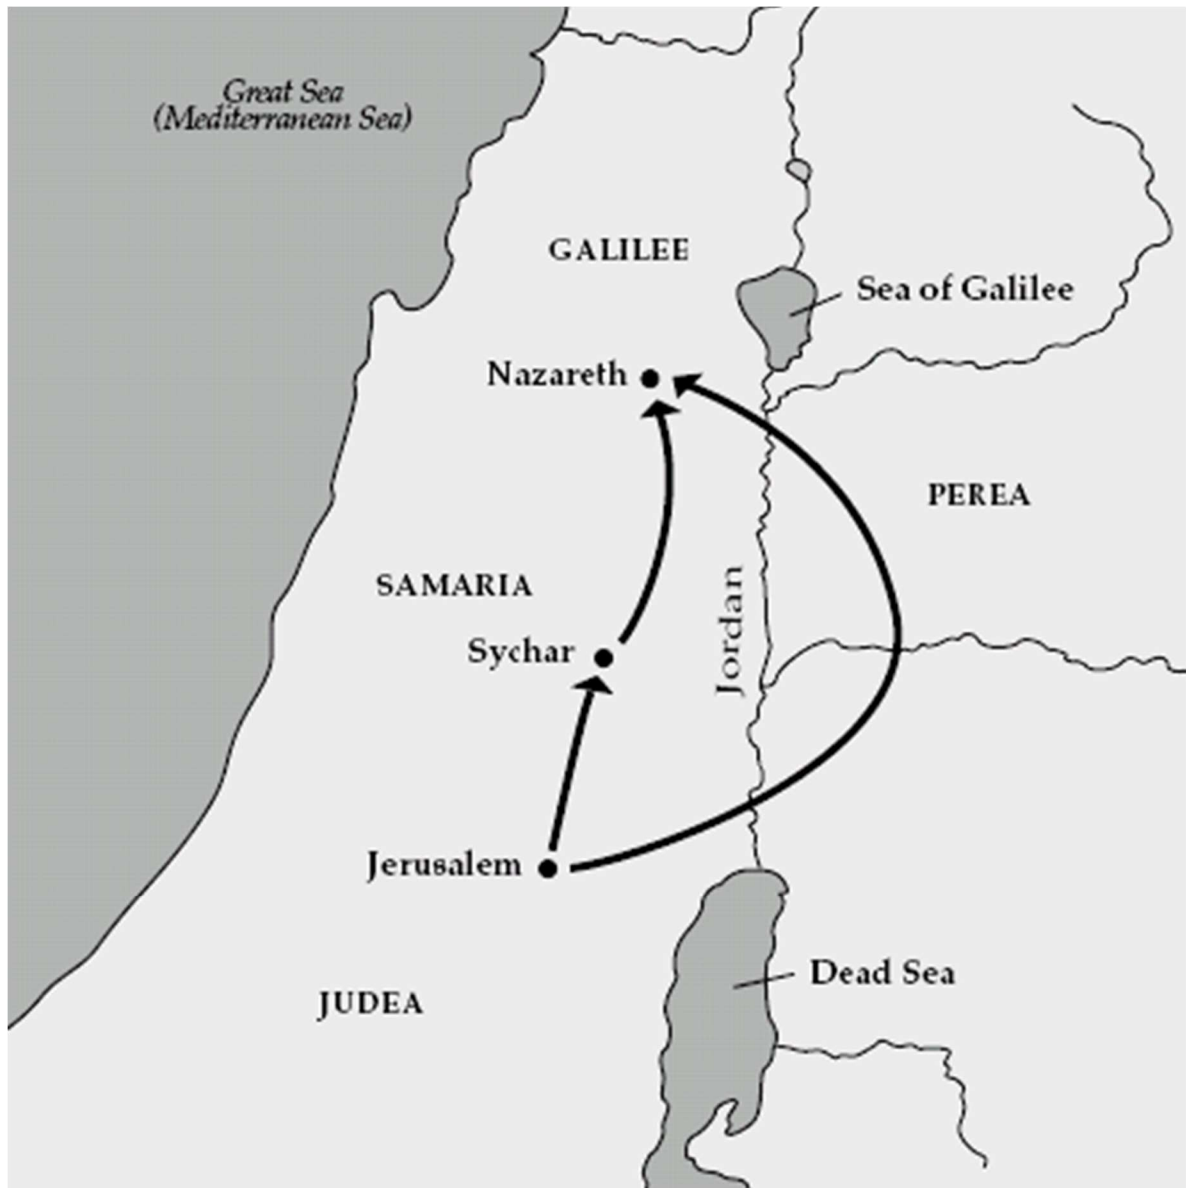 Great Sea
(Mediterranean Sea)
GALILEE
Sea of Galilee
Nazareth
PEREA
SAMARIA
Jordan
Sychar
Jerusalem
Dead Sea
JUDEA